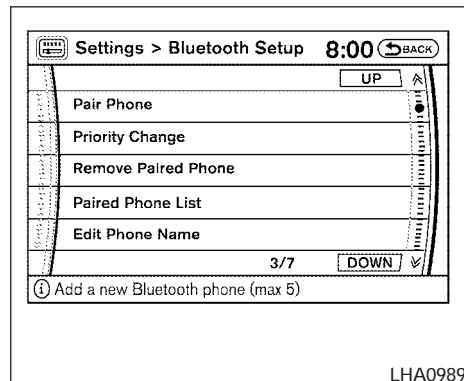 Settings > Bluetooth Setup 8:00 BACK
UP
Pair Phone
Priority Change
Remove Paired Phone
Paired Phone List
Edit Phone Name
3/7 DOWN
i Add a new Bluetooth phone (max 5)
LHA0989